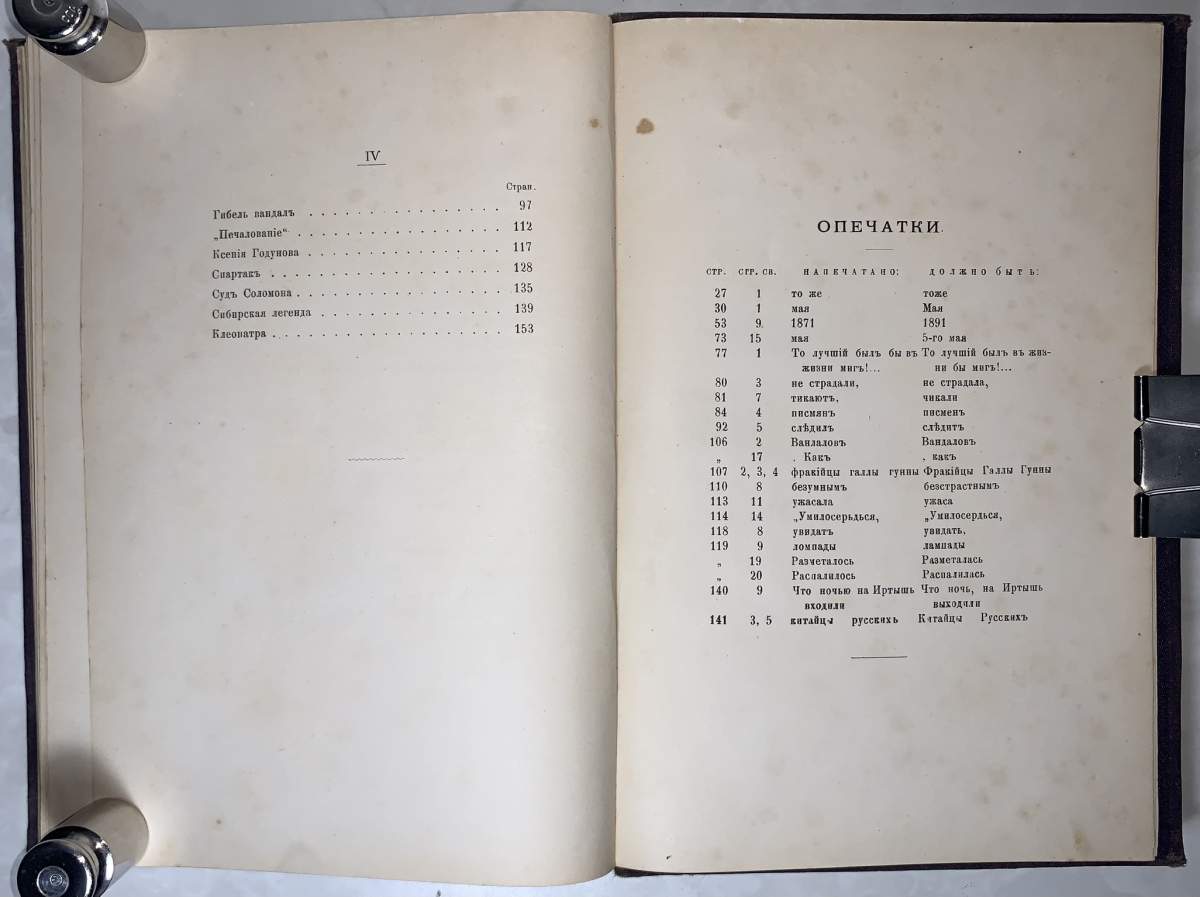 IV
Стран.
Гибель вандалъ . . . . . . . . . . . . . . . . 97
„Печалованіе“ . . . . . . . . . . . . . . . . . 112
Ксенія Годунова . . . . . . . . . . . . . . . . 117
Спартакъ . . . . . . . . . . . . . . . . . . . 128
Судъ Соломона . . . . . . . . . . . . . . . . . 135
Сибирская легенда . . . . . . . . . . . . . . . 139
Клеопатра . . . . . . . . . . . . . . . . . . . 153
ОПЕЧАТКИ.
СТР. СТР. СВ. НАПЕЧАТАНО: ДОЛЖНО БЫТЬ:
27 1 то же тоже
30 1 мая Мая
53 9. 1871 1891
73 15 мая 5-го мая
77 1 То лучшій былъ бы въ То лучшій былъ въ жиз-
жизни мигъ!... ни бы мигъ!...
80 3 не страдали, не страдала,
81 7 тикаютъ, чикали
84 4 писмянъ писменъ
92 5 слѣдилъ слѣдитъ
106 2 Ванлаловъ Вандаловъ
„ 17 . Какъ , какъ
107 2, 3, 4 фракійцы галлы гунны Фракійцы Галлы Гунны
110 8 безумнымъ безстрастнымъ
113 11 ужасала ужаса
114 14 „Умилосерьдься, „Умилосердься,
118 8 увидатъ увидать,
119 9 ломпады лампады
„ 19 Разметалось Разметалась
„ 20 Распалилось Распалилась
140 9 Что ночью на Иртышъ Что ночь, на Иртышъ
входили выходили
141 3, 5 китайцы русскихъ Китайцы Русскихъ